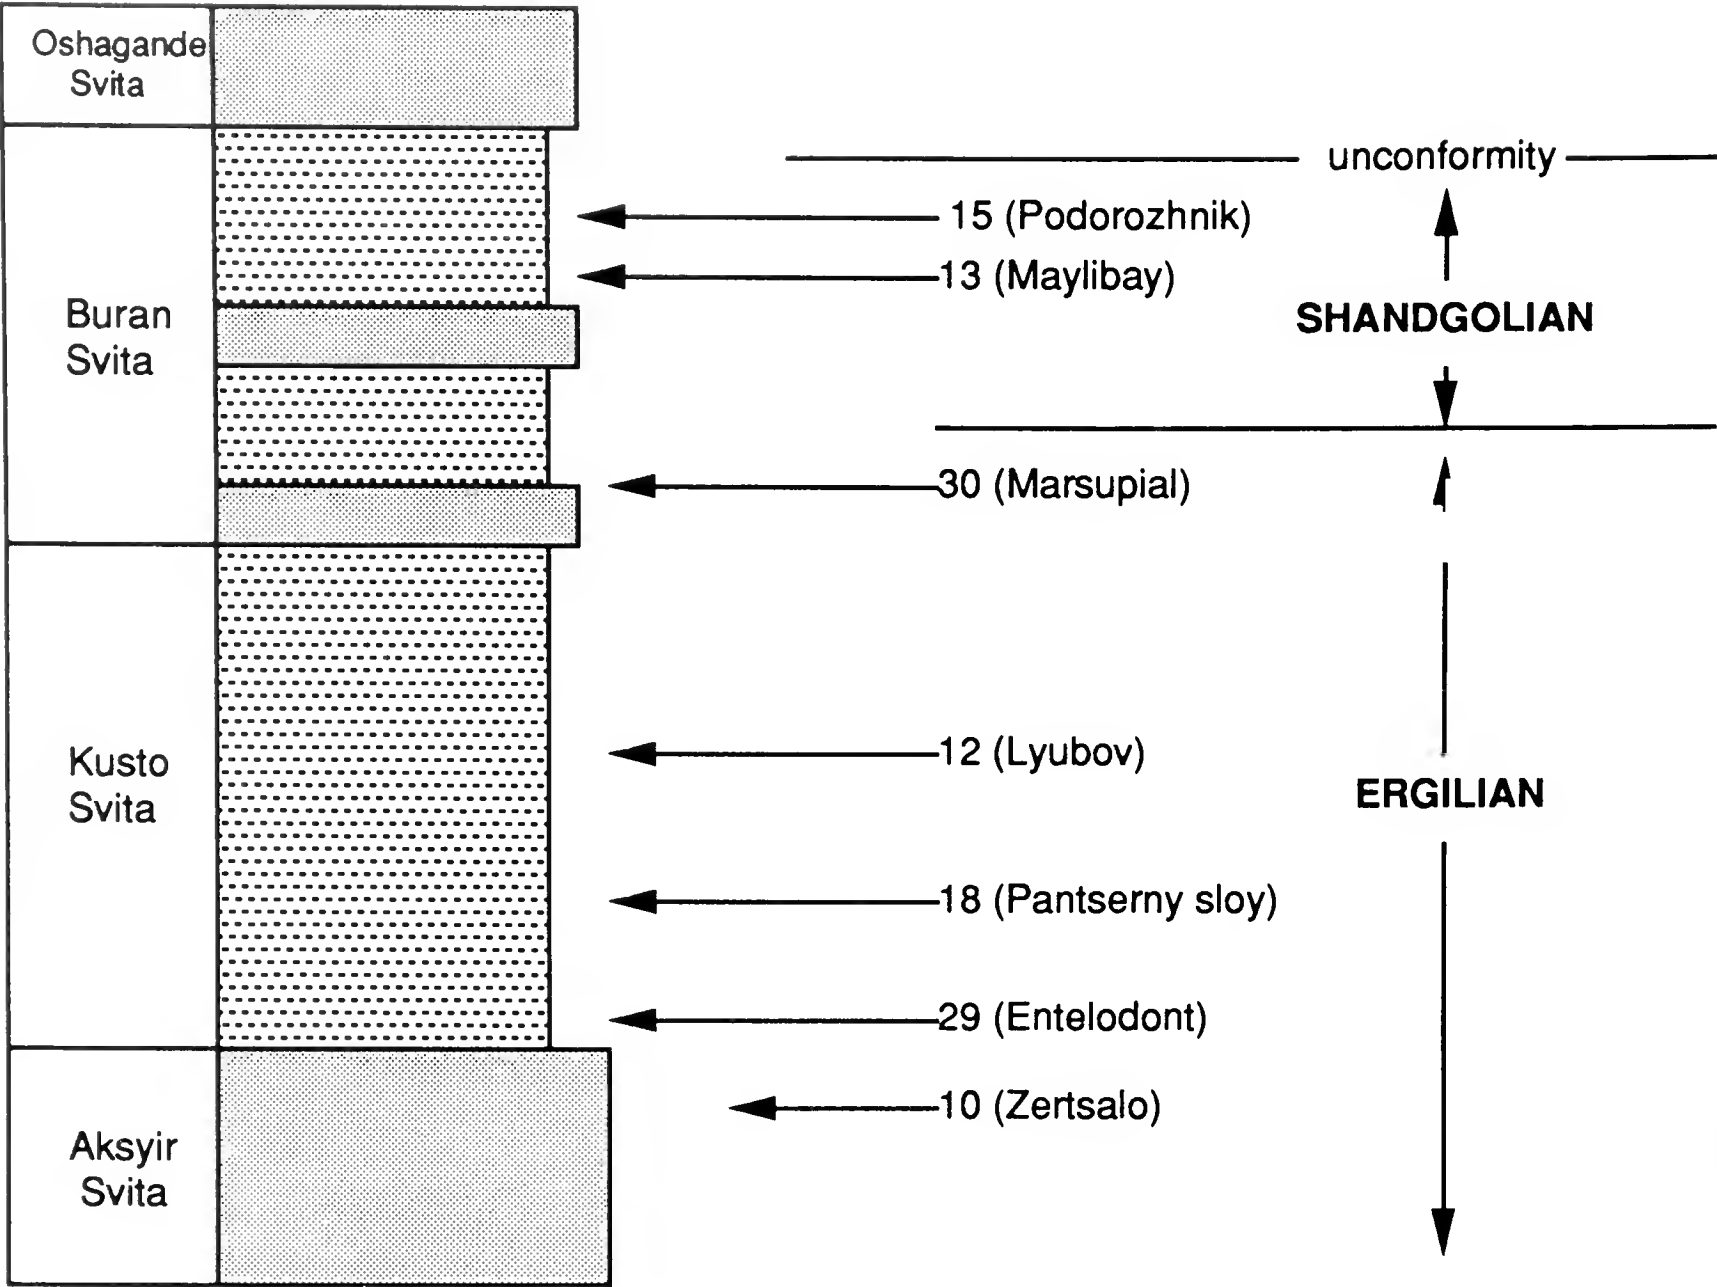 Oshagande
Svita
unconformity
15 (Podorozhnik)
13 (Maylibay)
Buran
Svita
SHANDGOLIAN
30 (Marsupial)
12 (Lyubov)
Kusto
Svita
ERGILIAN
18 (Pantserny sloy)
29 (Entelodont)
10 (Zertsalo)
Aksyir
Svita